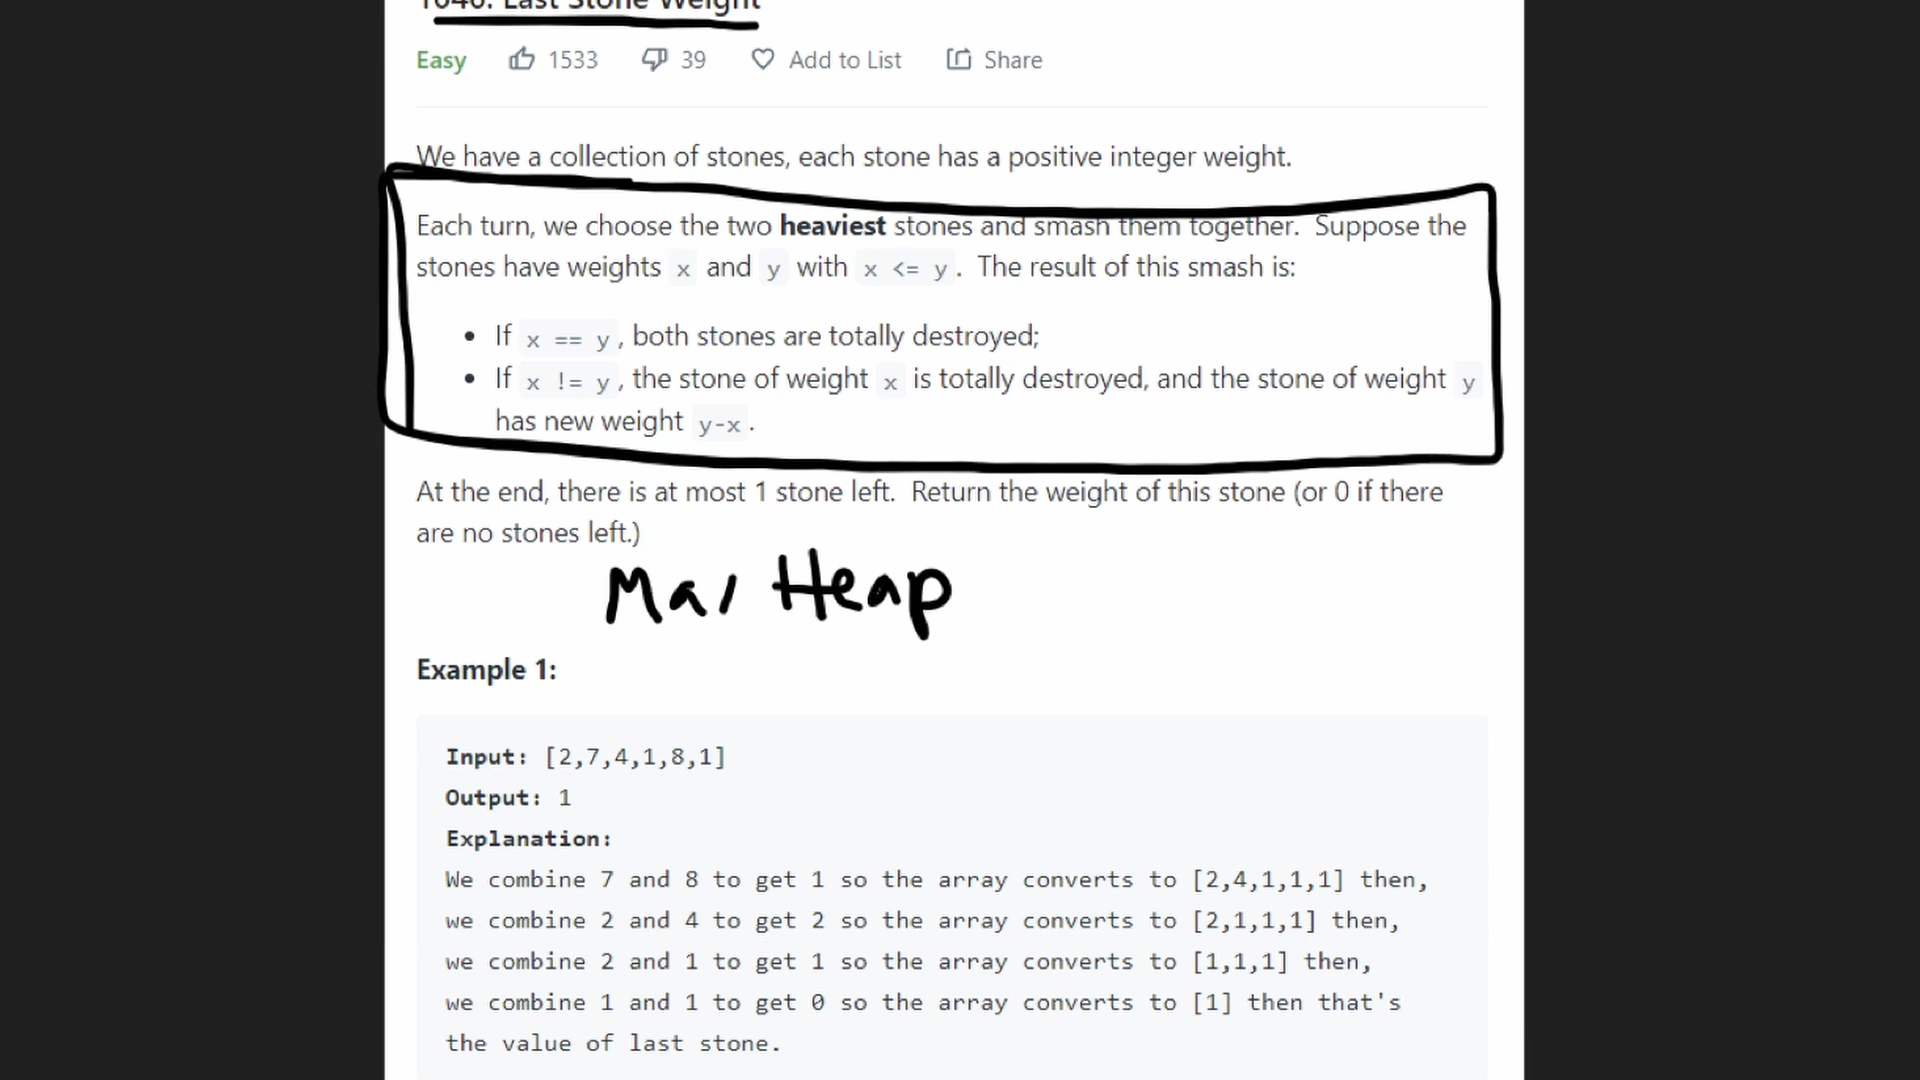 1046. Last Stone Weight
Easy 1533 39 Add to List Share
We have a collection of stones, each stone has a positive integer weight.
Each turn, we choose the two heaviest stones and smash them together. Suppose the
stones have weights x and y with x <= y. The result of this smash is:
• If x == y, both stones are totally destroyed;
• If x != y, the stone of weight x is totally destroyed, and the stone of weight y
has new weight y-x.
At the end, there is at most 1 stone left. Return the weight of this stone (or 0 if there
are no stones left.)
Heap
Example 1:
Input: [2,7,4,1,8,1]
Output: 1
Explanation:
We combine 7 and 8 to get 1 so the array converts to [2,4,1,1,1] then,
we combine 2 and 4 to get 2 so the array converts to [2,1,1,1] then,
we combine 2 and 1 to get 1 so the array converts to [1,1,1] then,
we combine 1 and 1 to get 0 so the array converts to [1] then that's
the value of last stone.